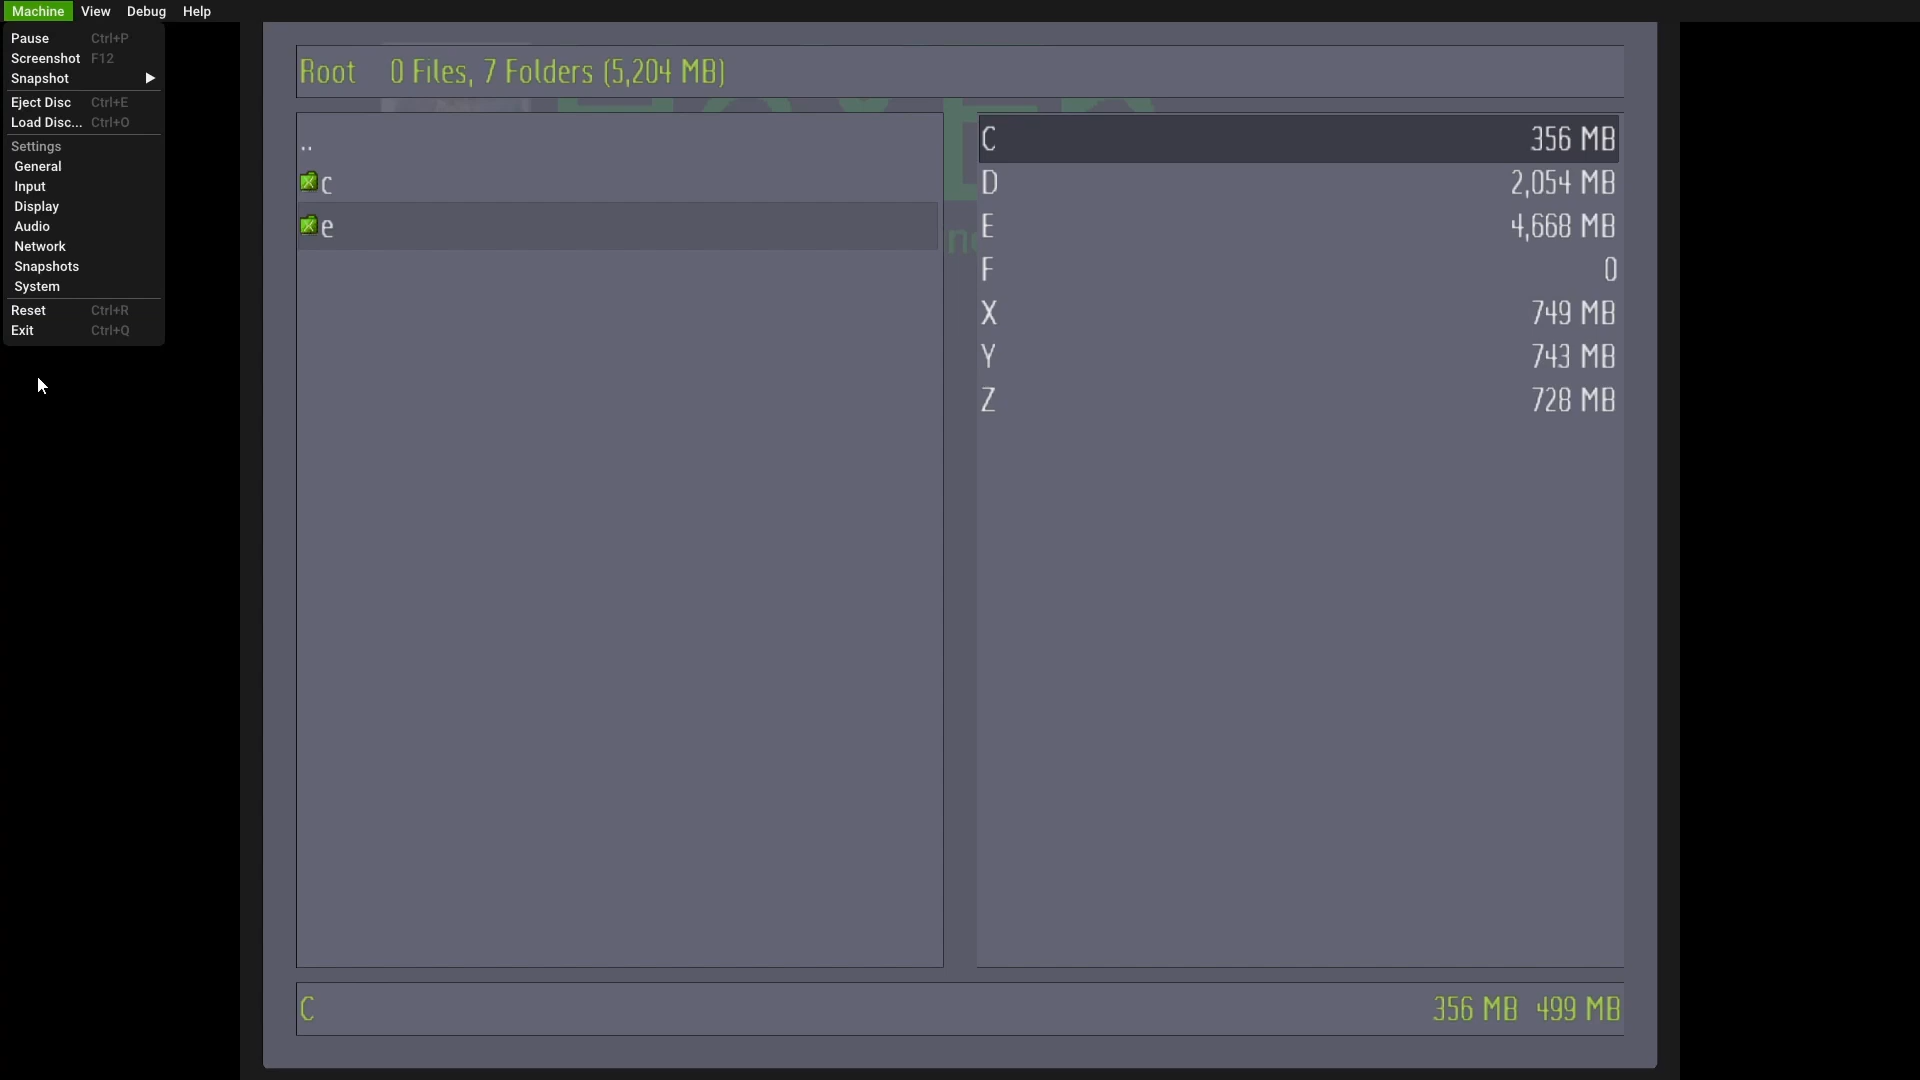 Machine View Debug Help
Pause Ctrl+P
Screenshot F12
Snapshot
Eject Disc Ctrl+E
Load Disc... Ctrl+O
Settings
General
Input
Display
Audio
Network
Snapshots
System
Reset Ctrl+R
Exit Ctrl+Q
Root 0 Files, 7 Folders (5,204 MB)
..
c
e
C 356 MB
D 2,054 MB
E 4,668 MB
F 0
X 749 MB
Y 743 MB
Z 728 MB
C 356 MB 499 MB